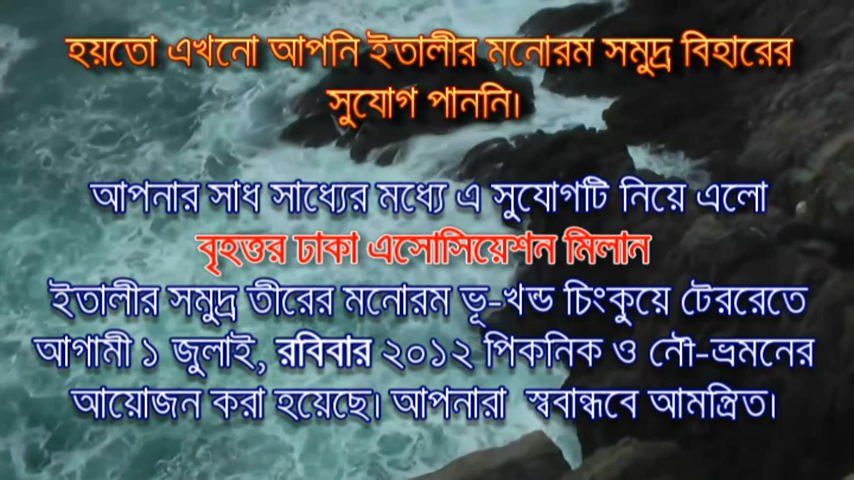 হয়তো এখনো আপনি ইতালীর মনোরম সমুদ্র বিহারের
সুযোগ পাননি।
আপনার সাধ সাধ্যের মধ্যে এ সুযোগটি নিয়ে এলো
বৃহত্তর ঢাকা এসোসিয়েশন মিলান
ইতালীর সমুদ্র তীরের মনোরম ভূ-খন্ড চিংকুয়ে টেররেতে
আগামী ১ জুলাই, রবিবার ২০১২ পিকনিক ও নৌ-ভ্রমনের
আয়োজন করা হয়েছে। আপনারা স্ববান্ধবে আমন্ত্রিত।